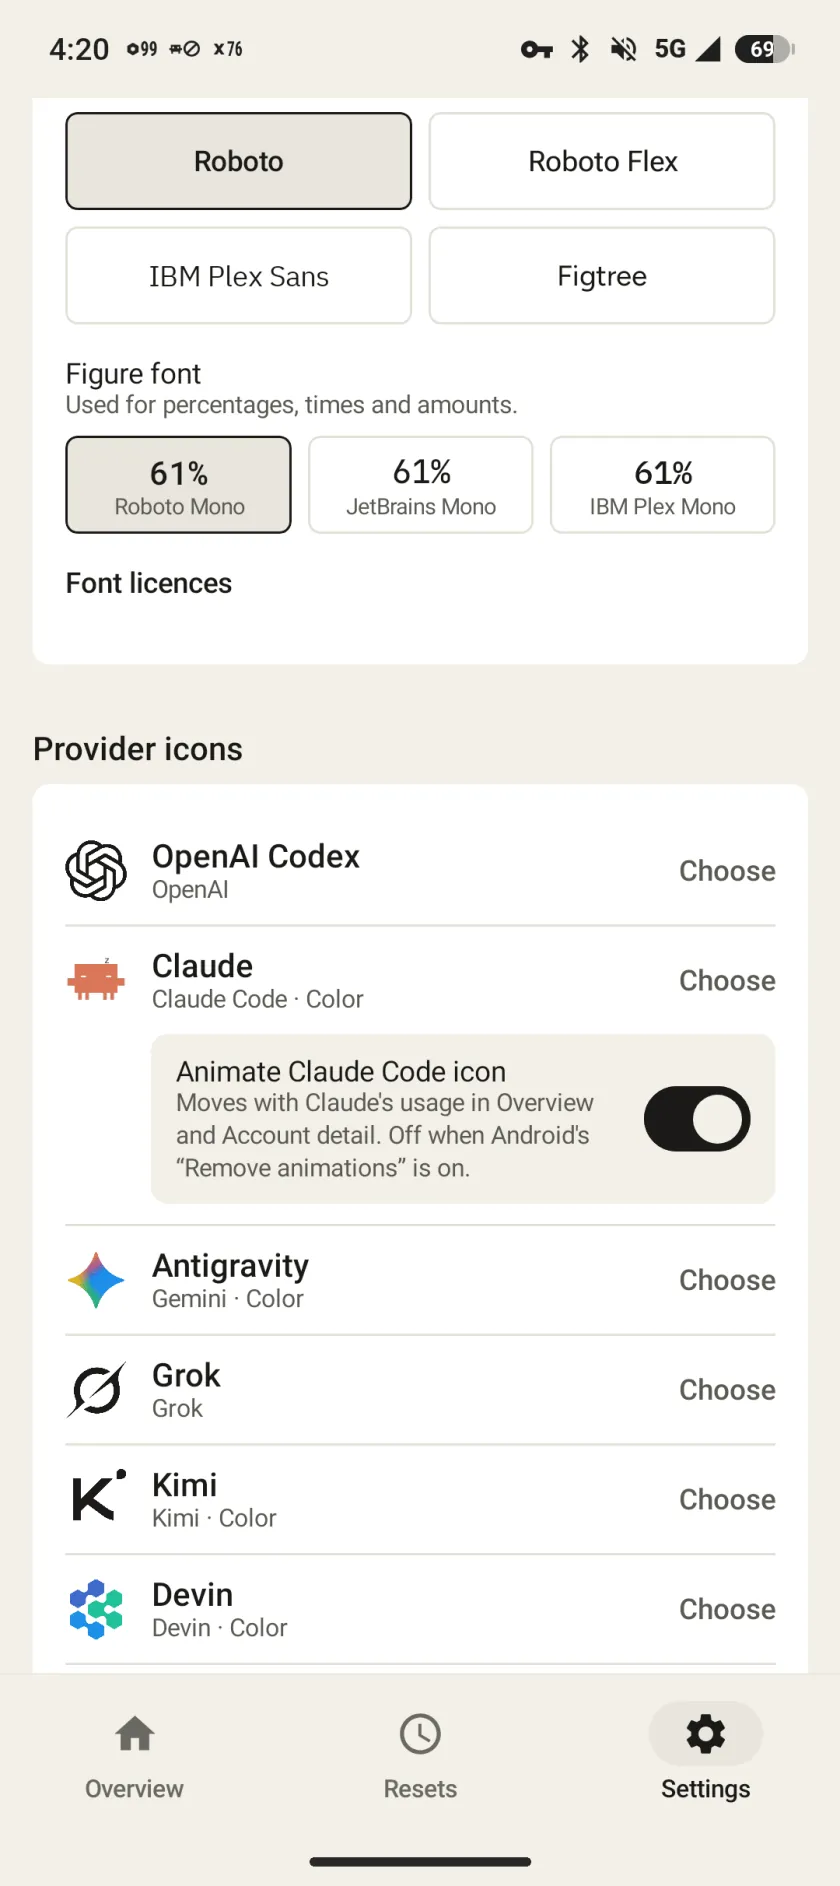 4:20 99 x 76 5G 69
Roboto
Roboto Flex
IBM Plex Sans
Figtree
Figure font
Used for percentages, times and amounts.
61%
Roboto Mono
61%
JetBrains Mono
61%
IBM Plex Mono
Font licences
Provider icons
OpenAI Codex
OpenAI
Choose
z
Claude
Claude Code · Color
Choose
Animate Claude Code icon
Moves with Claude's usage in Overview
and Account detail. Off when Android's
“Remove animations” is on.
Antigravity
Gemini · Color
Choose
Grok
Grok
Choose
Kimi
Kimi · Color
Choose
Devin
Devin · Color
Choose
Overview
Resets
Settings